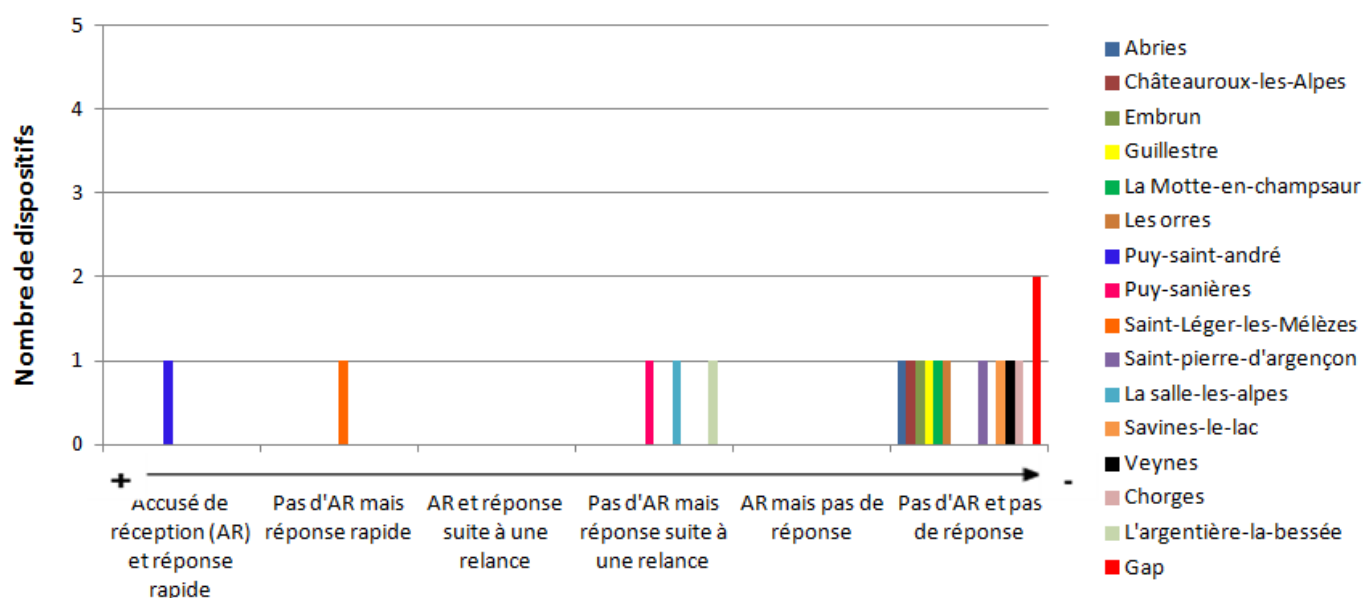 5
4
3
2
1
0
Nombre de dispositifs
+
-
Accusé de
réception (AR)
et réponse
rapide
Pas d'AR mais
réponse rapide
AR et réponse
suite à une
relance
Pas d'AR mais
réponse suite à
une relance
AR mais pas de
réponse
Pas d'AR et pas
de réponse
Abries
Châteauroux-les-Alpes
Embrun
Guillestre
La Motte-en-champsaur
Les orres
Puy-saint-andré
Puy-sanières
Saint-Léger-les-Mélèzes
Saint-pierre-d'argençon
La salle-les-alpes
Savines-le-lac
Veynes
Chorges
L'argentière-la-bessée
Gap